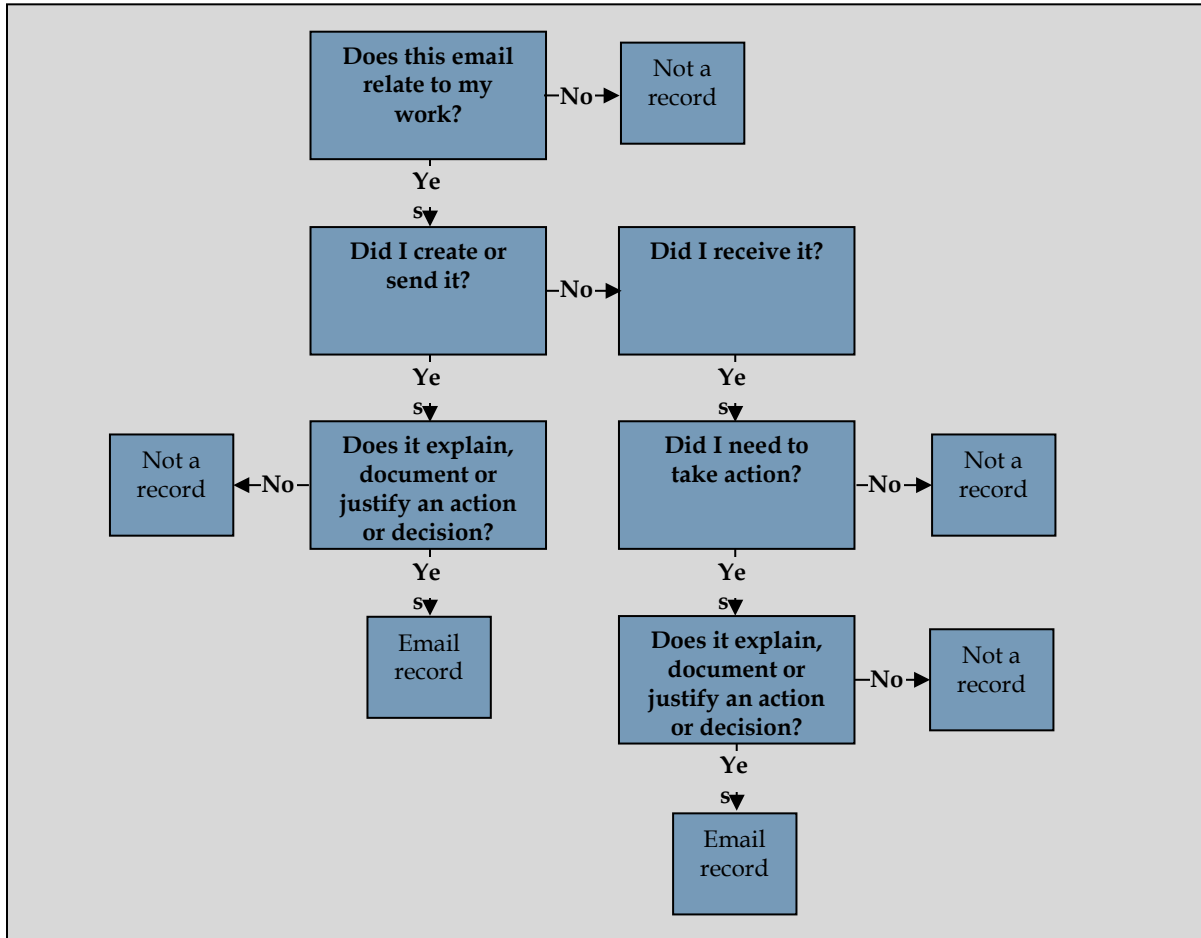 Does this email
relate to my
work?
No
Not a
record
Ye
s
Did I create or
send it?
No
Did I receive it?
Ye
s
Ye
s
Not a
record
No
Does it explain,
document or
justify an action
or decision?
Did I need to
take action?
No
Not a
record
Ye
s
Ye
s
Email
record
Does it explain,
document or
justify an action
or decision?
No
Not a
record
Ye
s
Email
record